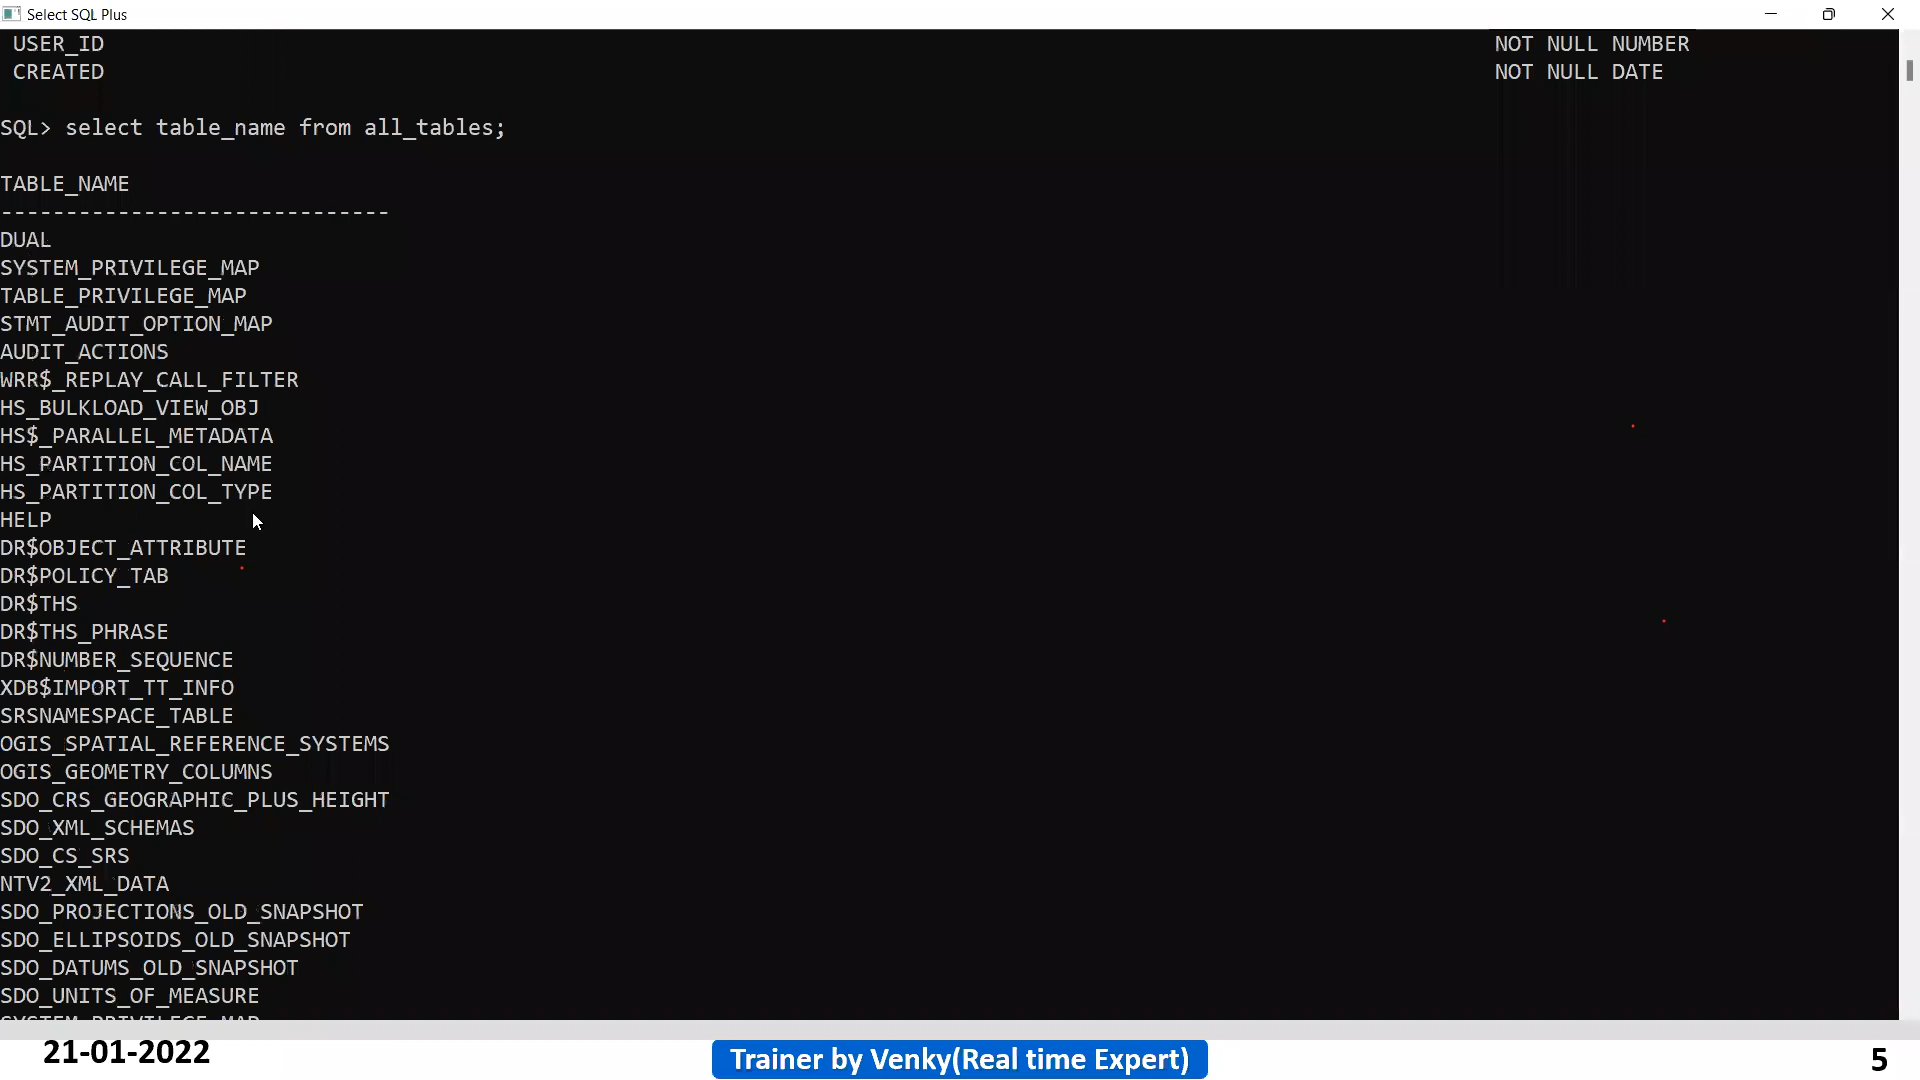 Select SQL Plus
USER_ID NOT NULL NUMBER
CREATED NOT NULL DATE
SQL> select table_name from all_tables;
TABLE_NAME
------------------------------
DUAL
SYSTEM_PRIVILEGE_MAP
TABLE_PRIVILEGE_MAP
STMT_AUDIT_OPTION_MAP
AUDIT_ACTIONS
WRR$_REPLAY_CALL_FILTER
HS_BULKLOAD_VIEW_OBJ
HS$_PARALLEL_METADATA
HS_PARTITION_COL_NAME
HS_PARTITION_COL_TYPE
HELP
DR$OBJECT_ATTRIBUTE
DR$POLICY_TAB
DR$THS
DR$THS_PHRASE
DR$NUMBER_SEQUENCE
XDB$IMPORT_TT_INFO
SRSNAMESPACE_TABLE
OGIS_SPATIAL_REFERENCE_SYSTEMS
OGIS_GEOMETRY_COLUMNS
SDO_CRS_GEOGRAPHIC_PLUS_HEIGHT
SDO_XML_SCHEMAS
SDO_CS_SRS
NTV2_XML_DATA
SDO_PROJECTIONS_OLD_SNAPSHOT
SDO_ELLIPSOIDS_OLD_SNAPSHOT
SDO_DATUMS_OLD_SNAPSHOT
SDO_UNITS_OF_MEASURE
SYSTEM_PRIVILEGE_MAP
21-01-2022
Trainer by Venky(Real time Expert)
5